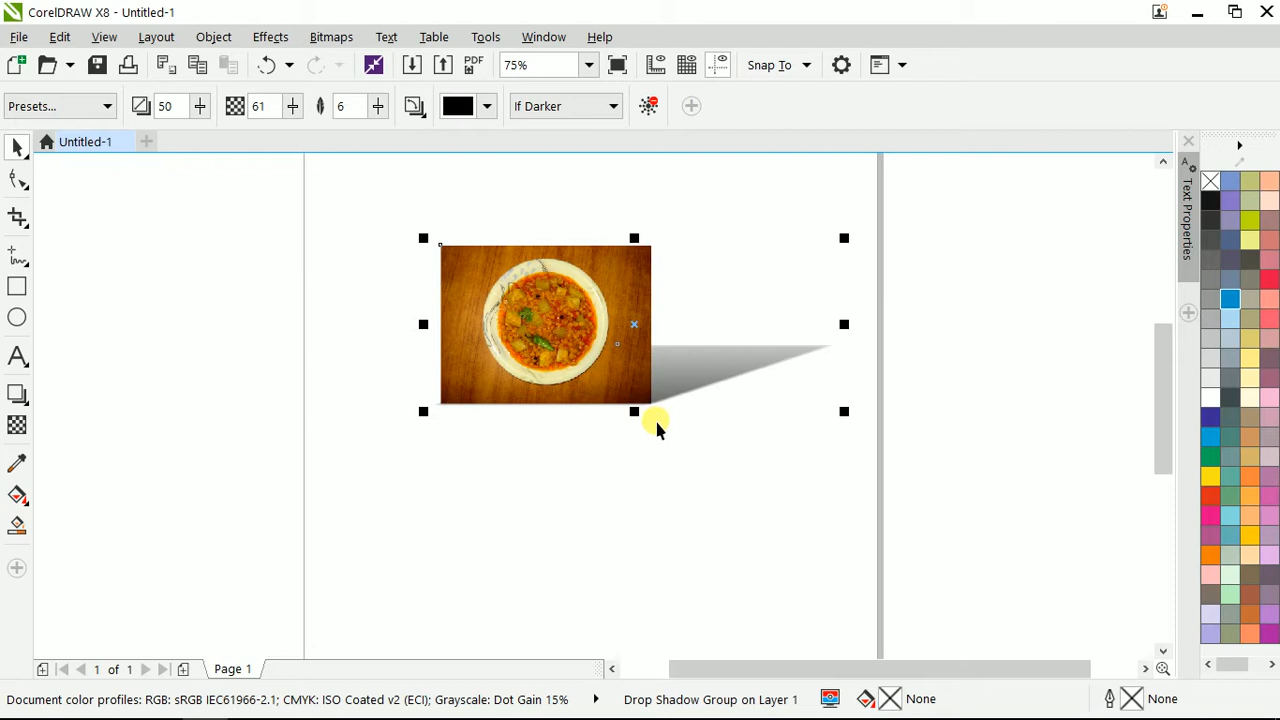 CorelDRAW X8 - Untitled-1
File Edit View Layout Object Effects Bitmaps Text Table Tools Window Help
PDF 75% Snap To
Presets... 50 61 6 If Darker
Untitled-1
Text Properties
1 of 1 Page 1
Document color profiles: RGB: sRGB IEC61966-2.1; CMYK: ISO Coated v2 (ECI); Grayscale: Dot Gain 15% Drop Shadow Group on Layer 1 None None